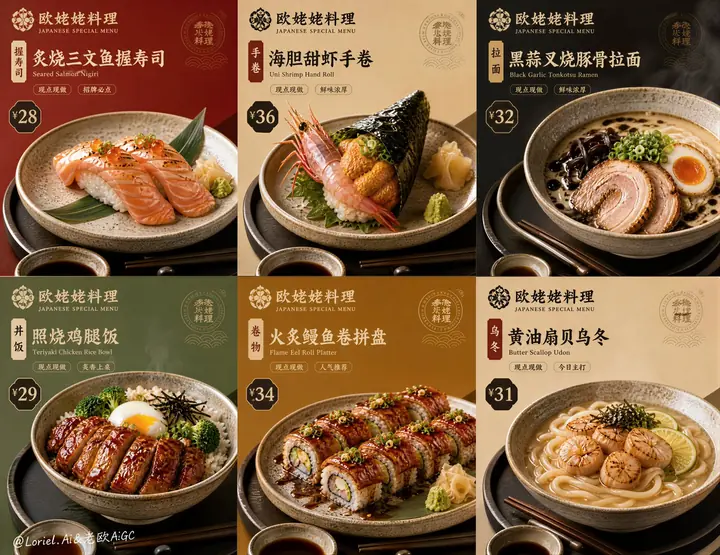 欧姥姥料理
JAPANESE SPECIAL MENU
握寿司
炙烧三文鱼握寿司
Seared Salmon Nigiri
现点现做
招牌必点
¥28
欧姥姥料理
JAPANESE SPECIAL MENU
手卷
海胆甜虾手卷
Uni Shrimp Hand Roll
现点现做
鲜味浓厚
¥36
欧姥姥料理
JAPANESE SPECIAL MENU
拉面
黑蒜叉烧豚骨拉面
Black Garlic Tonkotsu Ramen
现点现做
鲜味浓厚
¥32
欧姥姥料理
JAPANESE SPECIAL MENU
丼饭
照烧鸡腿饭
Teriyaki Chicken Rice Bowl
现点现做
¥29
欧姥姥料理
JAPANESE SPECIAL MENU
卷物
火炙鳗鱼卷拼盘
Flame Eel Roll Platter
现点现做
人气推荐
¥34
欧姥姥料理
JAPANESE SPECIAL MENU
乌冬
黄油扇贝乌冬
Butter Scallop Udon
现点现做
今日主打
¥31
@Loriel.Ai&老欧AiGC